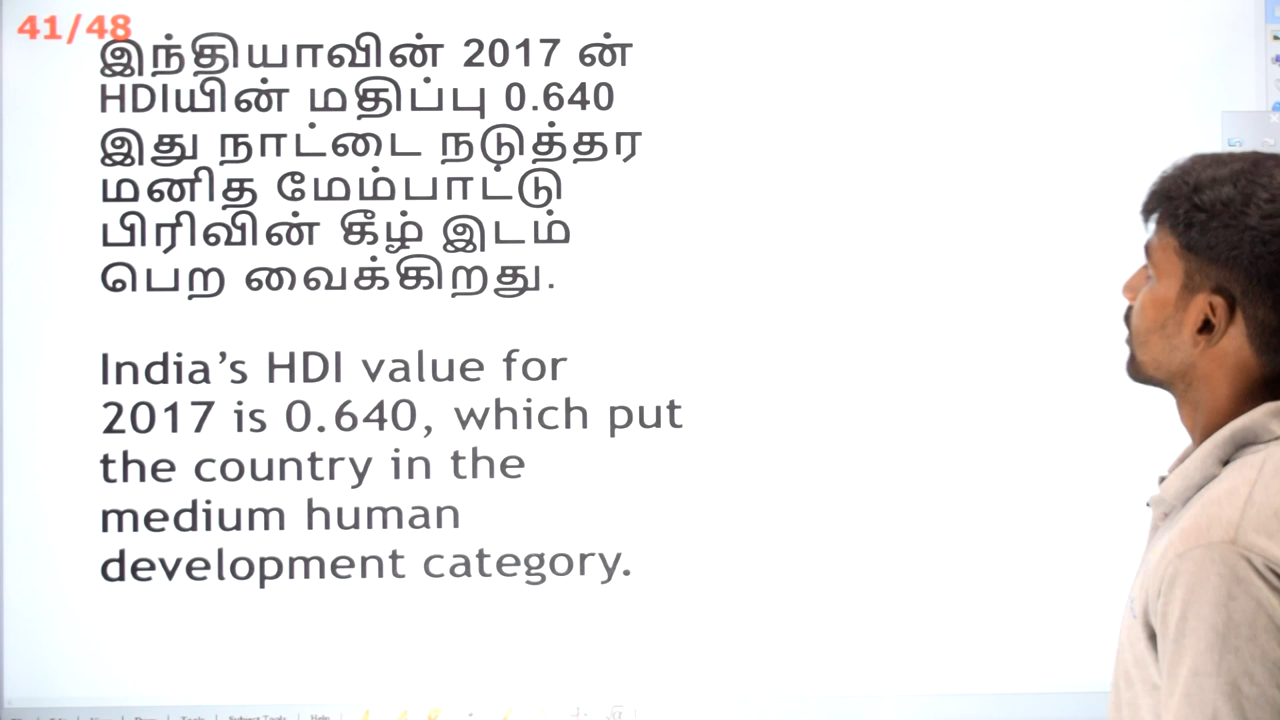 41/48
இந்தியாவின் 2017 ன்
HDIயின் மதிப்பு 0.640
இது நாட்டை நடுத்தர
மனித மேம்பாட்டு
பிரிவின் கீழ் இடம்
பெற வைக்கிறது.
India’s HDI value for
2017 is 0.640, which put
the country in the
medium human
development category.